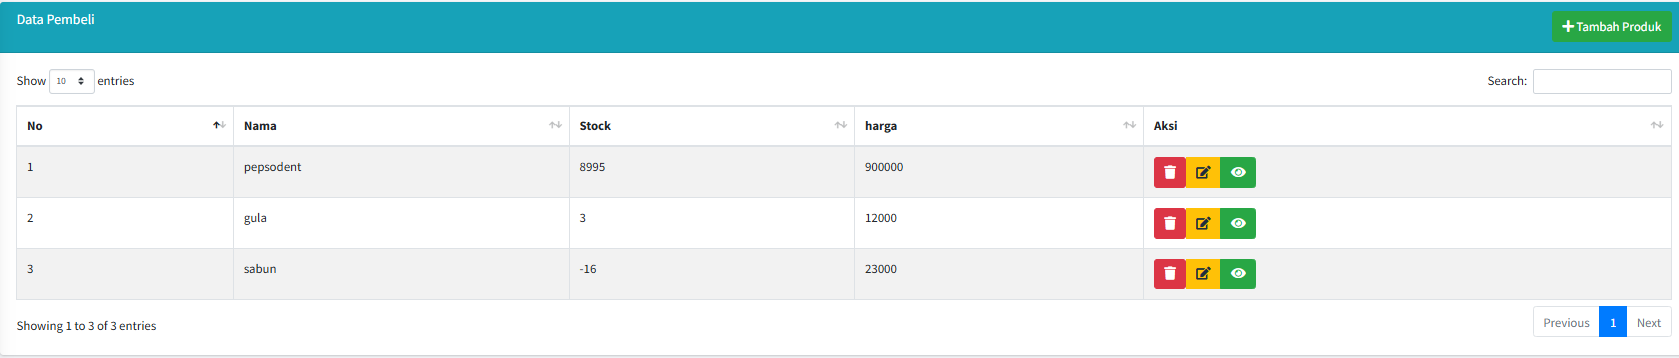 Data Pembeli
Tambah Produk
Show 10 entries
Search:
No Nama Stock harga Aksi
1 pepsodent 8995 900000
2 gula 3 12000
3 sabun -16 23000
Showing 1 to 3 of 3 entries
Previous 1 Next